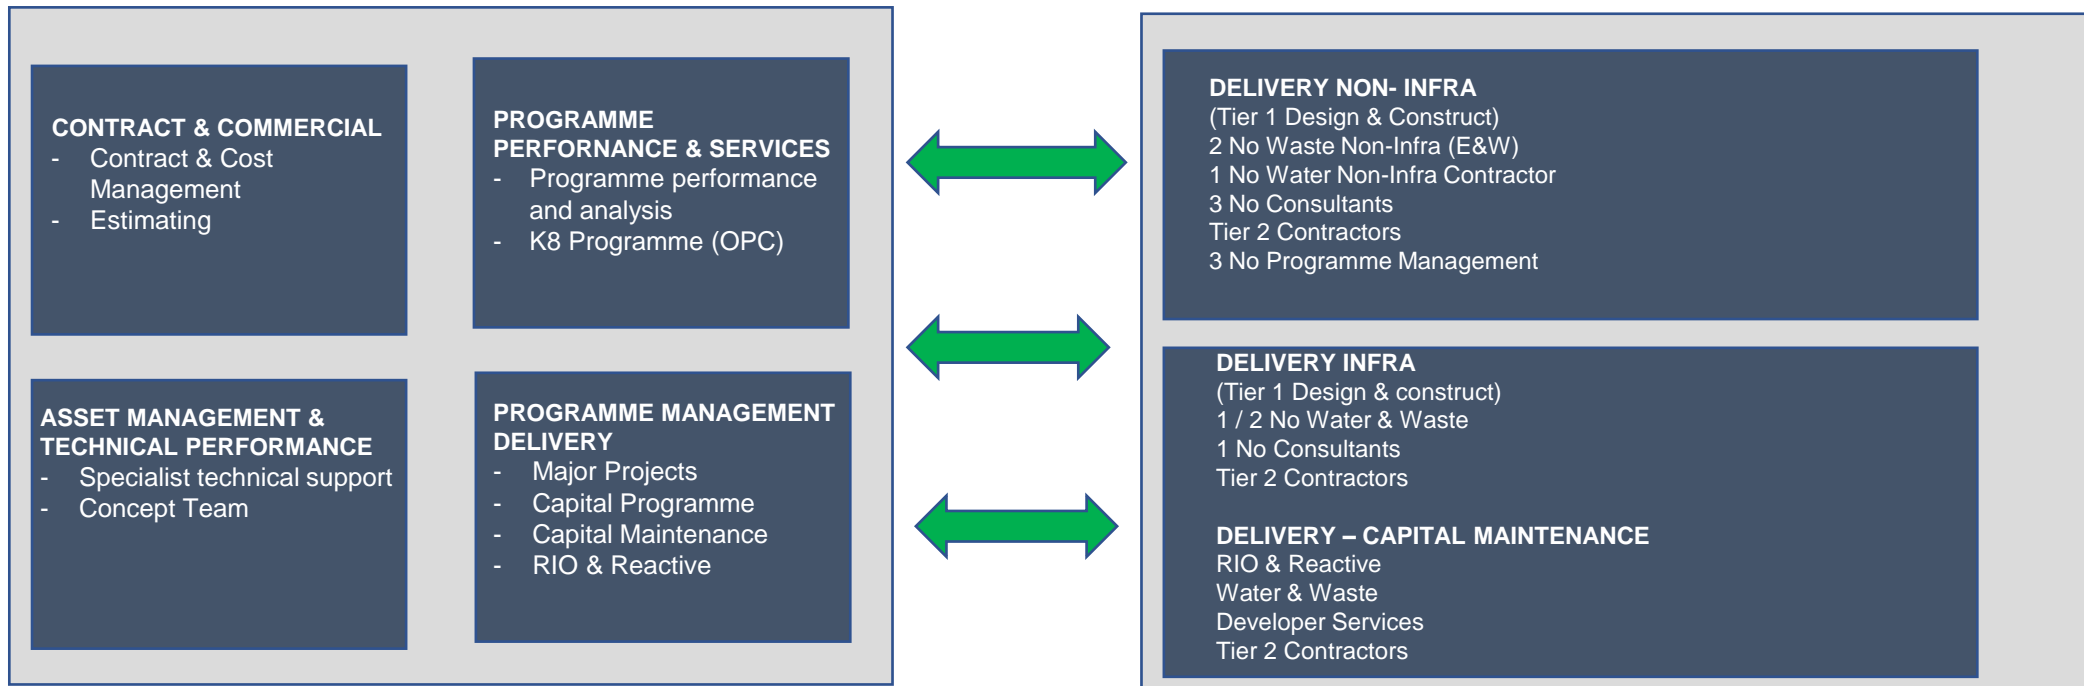 CONTRACT & COMMERCIAL
- Contract & Cost
Management
- Estimating
PROGRAMME
PERFORNANCE & SERVICES
- Programme performance
and analysis
- K8 Programme (OPC)
ASSET MANAGEMENT &
TECHNICAL PERFORMANCE
- Specialist technical support
- Concept Team
PROGRAMME MANAGEMENT
DELIVERY
- Major Projects
- Capital Programme
- Capital Maintenance
- RIO & Reactive
DELIVERY NON- INFRA
(Tier 1 Design & Construct)
2 No Waste Non-Infra (E&W)
1 No Water Non-Infra Contractor
3 No Consultants
Tier 2 Contractors
3 No Programme Management
DELIVERY INFRA
(Tier 1 Design & construct)
1 / 2 No Water & Waste
1 No Consultants
Tier 2 Contractors
DELIVERY – CAPITAL MAINTENANCE
RIO & Reactive
Water & Waste
Developer Services
Tier 2 Contractors